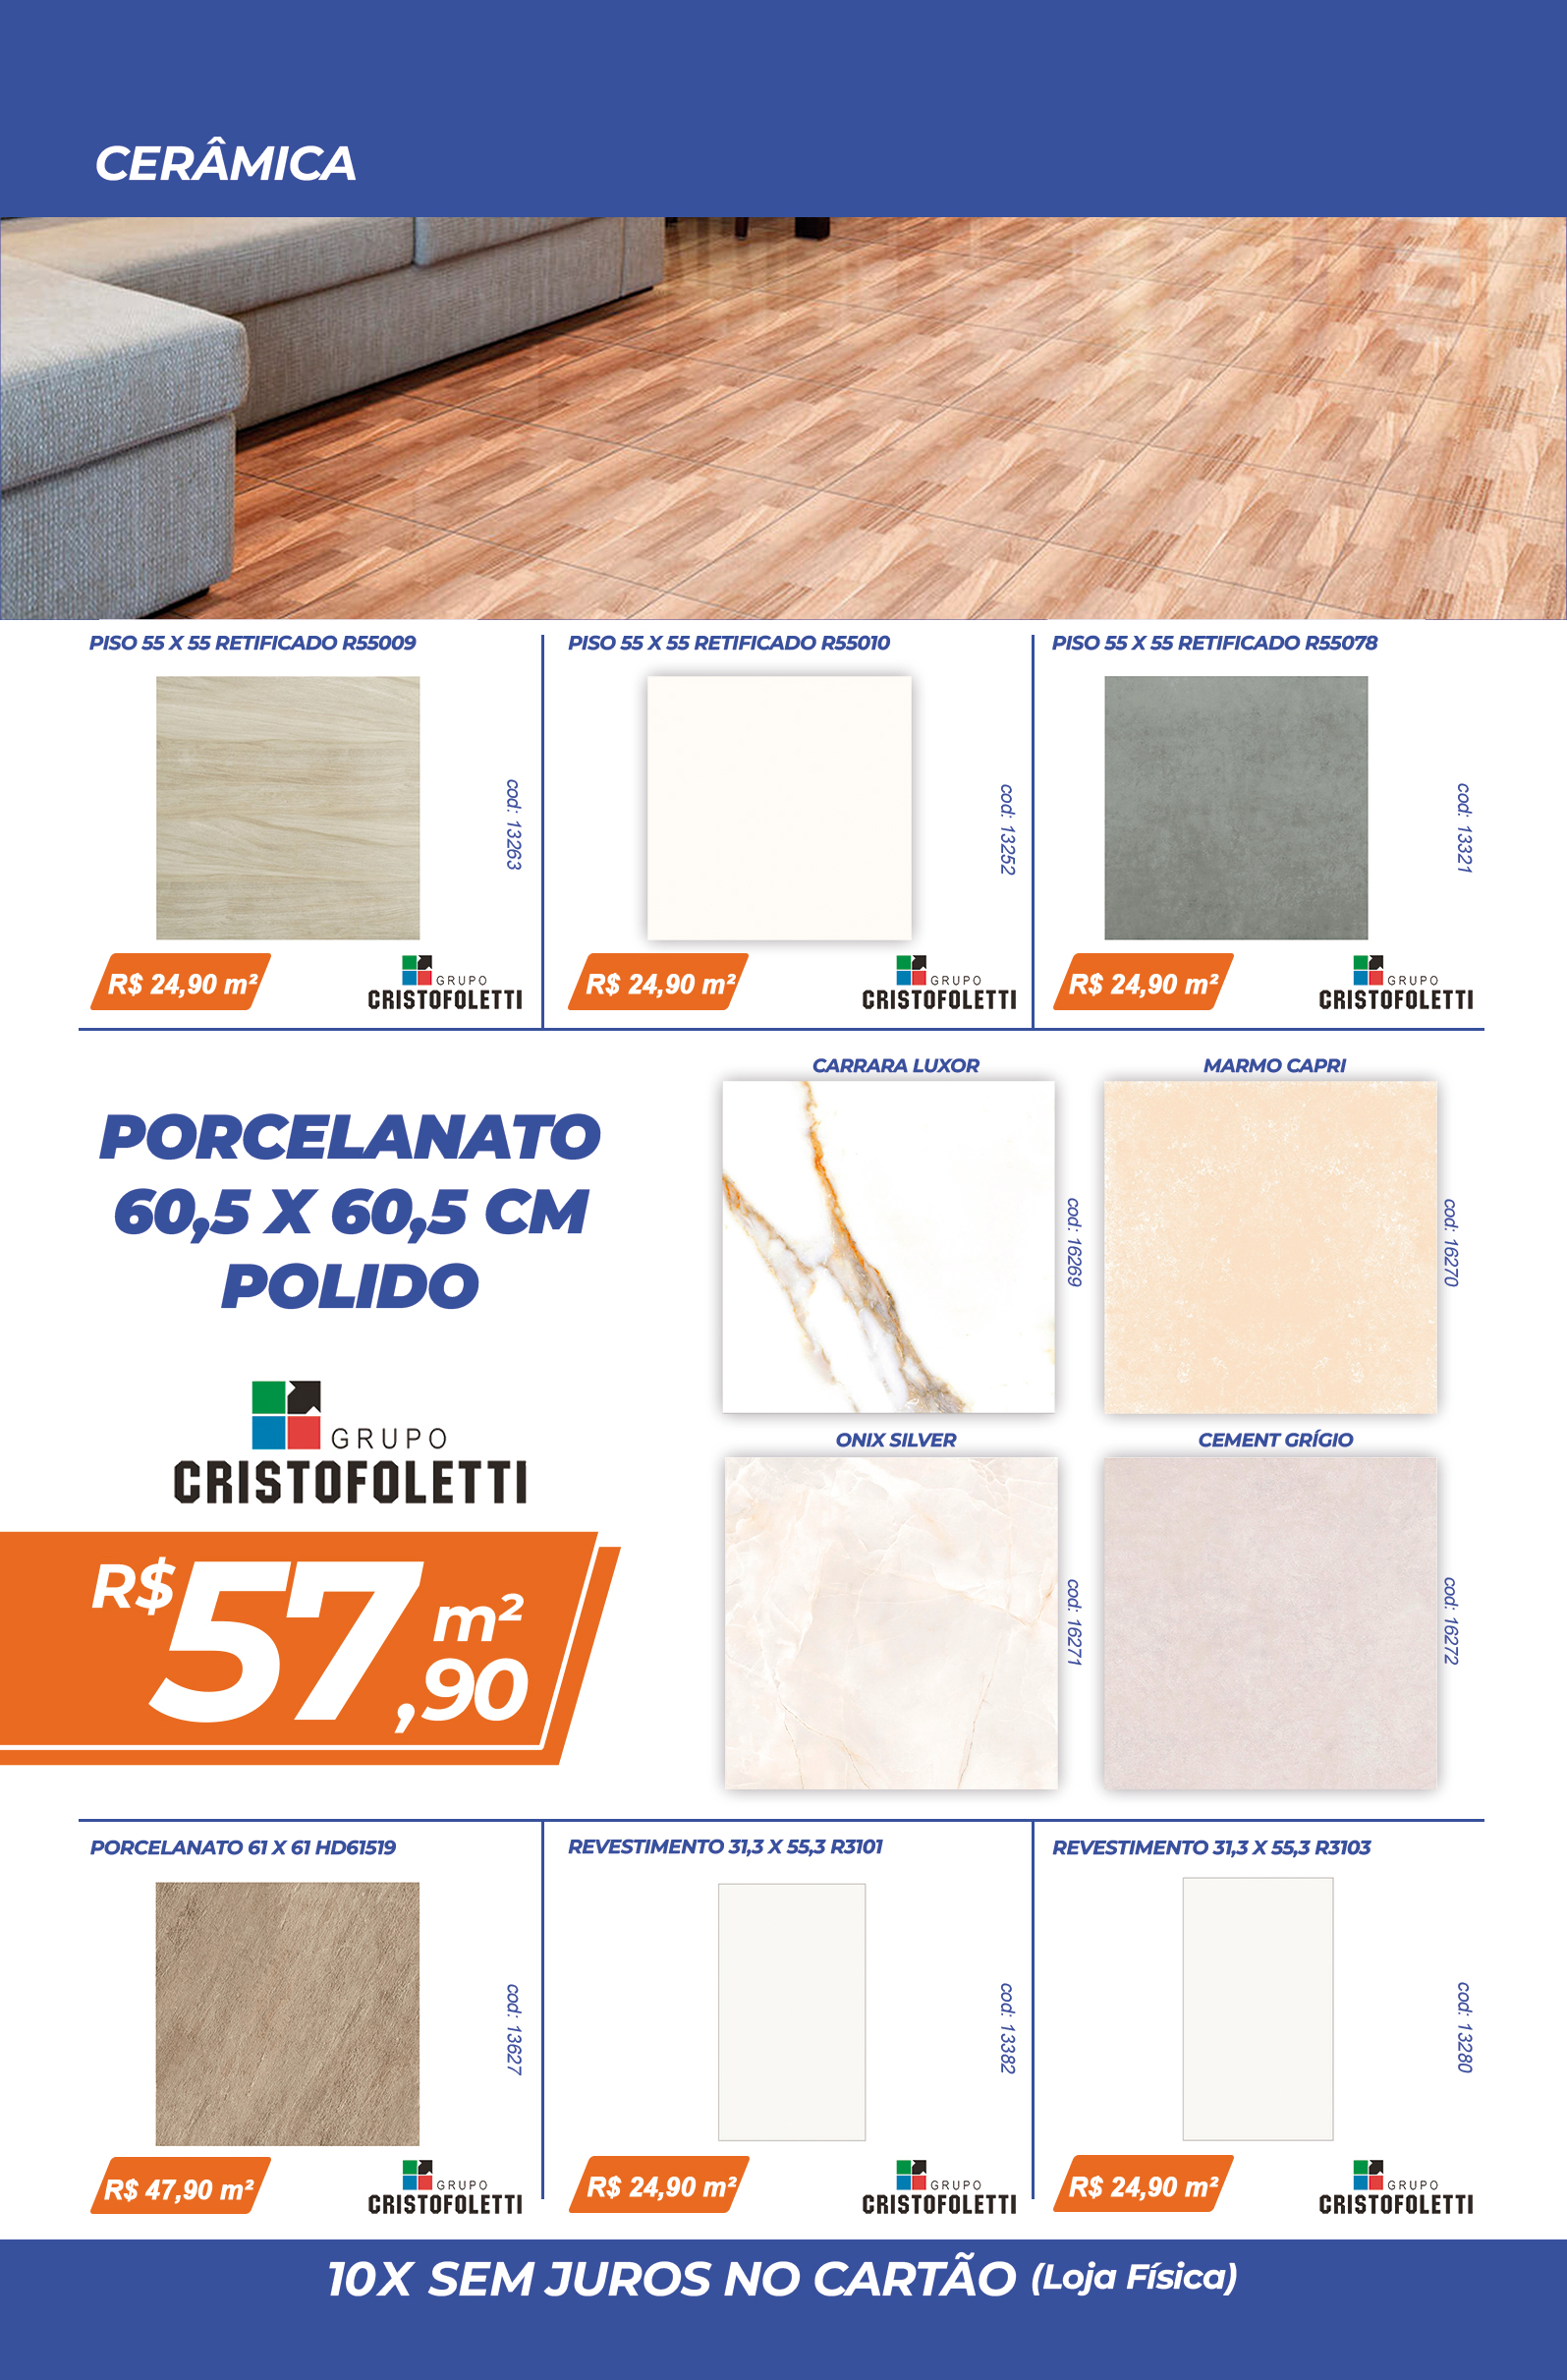 CERÂMICA
PISO 55 X 55 RETIFICADO R55009
cod: 13263
R$ 24,90 m²
GRUPO
CRISTOFOLETTI
PISO 55 X 55 RETIFICADO R55010
cod: 13252
R$ 24,90 m²
GRUPO
CRISTOFOLETTI
PISO 55 X 55 RETIFICADO R55078
cod: 13321
R$ 24,90 m²
GRUPO
CRISTOFOLETTI
PORCELANATO
60,5 X 60,5 CM
POLIDO
GRUPO
CRISTOFOLETTI
R$57,90 m²
CARRARA LUXOR
cod: 16269
MARMO CAPRI
cod: 16270
ONIX SILVER
cod: 16271
CEMENT GRÍGIO
cod: 16272
PORCELANATO 61 X 61 HD61519
cod: 13627
R$ 47,90 m²
GRUPO
CRISTOFOLETTI
REVESTIMENTO 31,3 X 55,3 R3101
cod: 13382
R$ 24,90 m²
GRUPO
CRISTOFOLETTI
REVESTIMENTO 31,3 X 55,3 R3103
cod: 13280
R$ 24,90 m²
GRUPO
CRISTOFOLETTI
10X SEM JUROS NO CARTÃO (Loja Física)